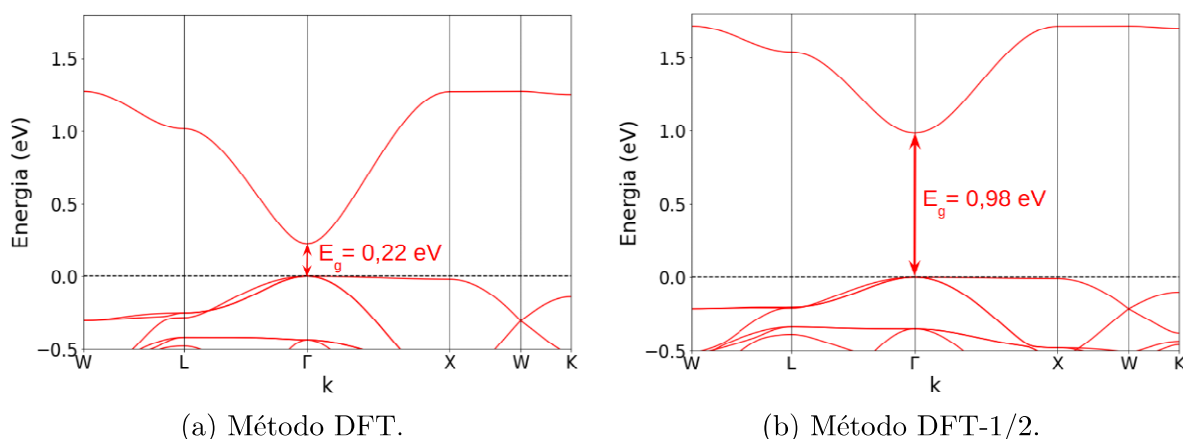 Energia (eV)
1.5
1.0
0.5
0.0
−0.5
E_g= 0,22 eV
W L Γ X W K
k
(a) Método DFT.
Energia (eV)
1.5
1.0
0.5
0.0
−0.5
E_g= 0,98 eV
W L Γ X W K
k
(b) Método DFT-1/2.